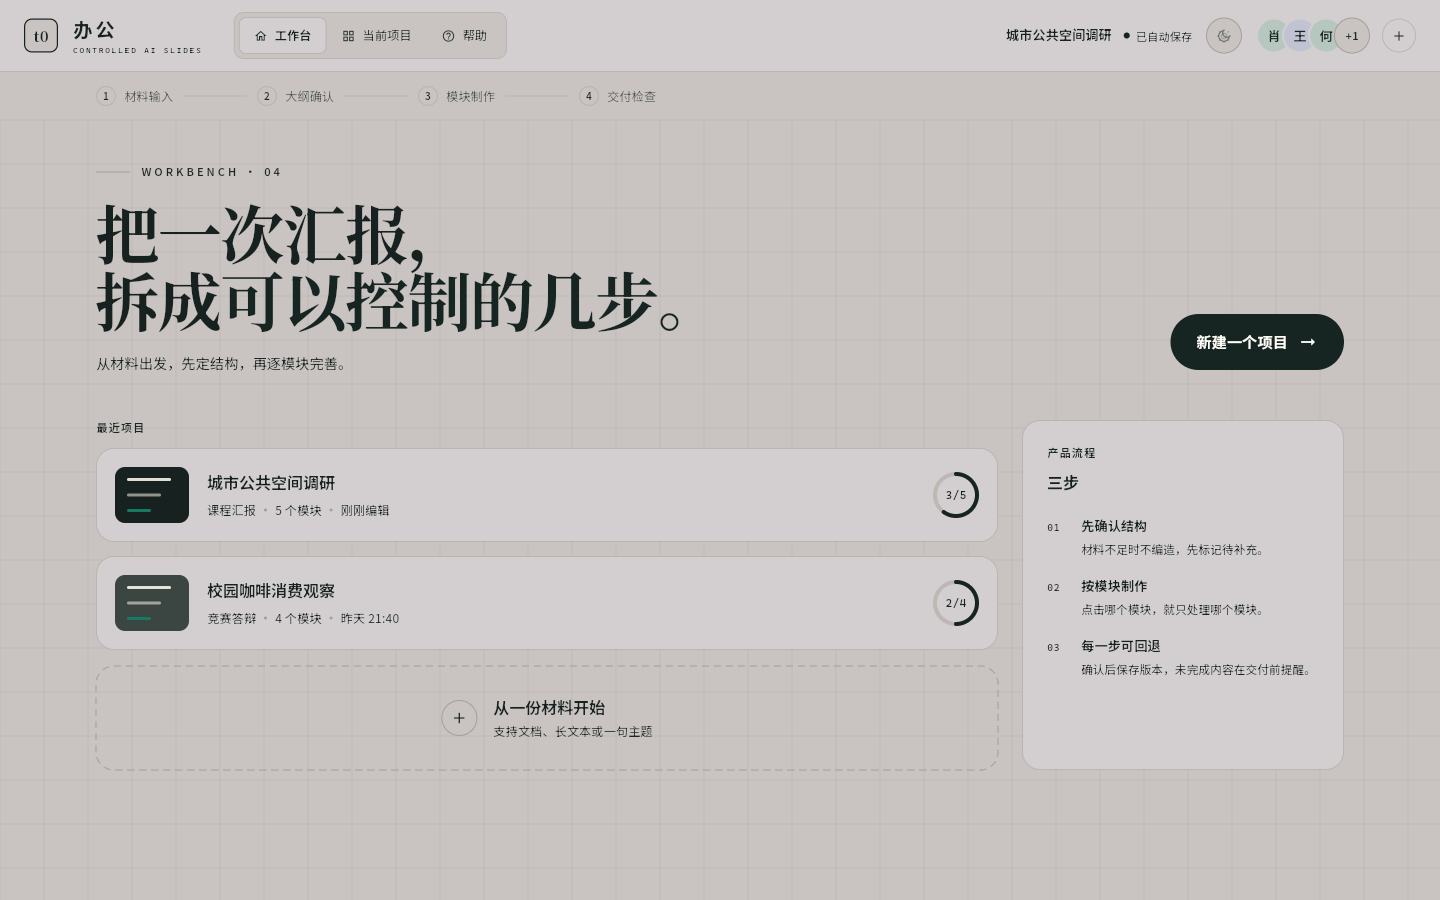 t0
办公
CONTROLLED AI SLIDES
工作台
当前项目
帮助
城市公共空间调研
已自动保存
肖
王
何
+1
1 材料输入
2 大纲确认
3 模块制作
4 交付检查
WORKBENCH · 04
把一次汇报，
拆成可以控制的几步。
从材料出发，先定结构，再逐模块完善。
新建一个项目 →
最近项目
城市公共空间调研
课程汇报 • 5 个模块 • 刚刚编辑
3/5
校园咖啡消费观察
竞赛答辩 • 4 个模块 • 昨天 21:40
2/4
从一份材料开始
支持文档、长文本或一句主题
产品流程
三步
01 先确认结构
材料不足时不编造，先标记待补充。
02 按模块制作
点击哪个模块，就只处理哪个模块。
03 每一步可回退
确认后保存版本，未完成内容在交付前提醒。